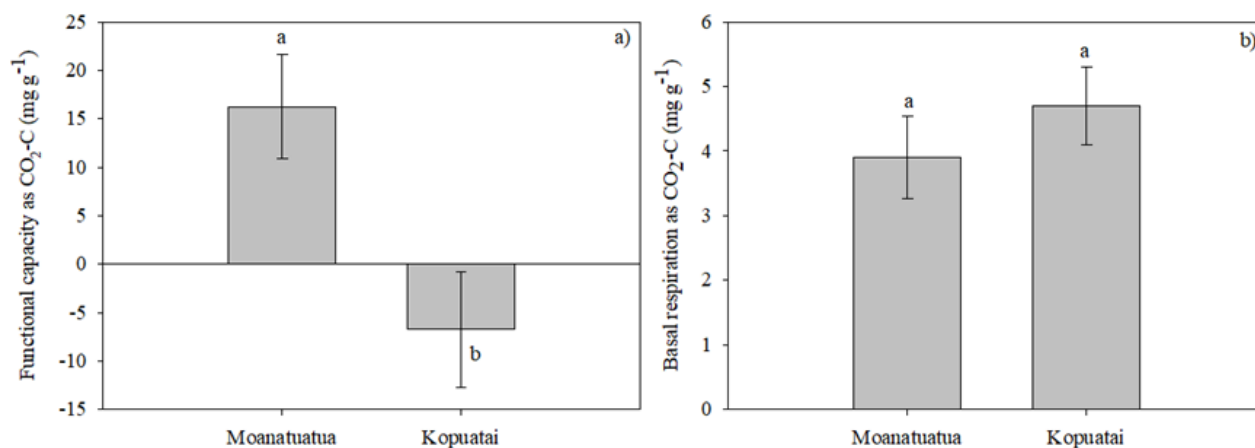 Functional capacity as CO₂-C (mg g⁻¹)
25
20
15
10
5
0
-5
-10
-15
a
b
a)
Moanatuatua
Kopuatai
Basal respiration as CO₂-C (mg g⁻¹)
6
5
4
3
2
1
0
a
a
b)
Moanatuatua
Kopuatai